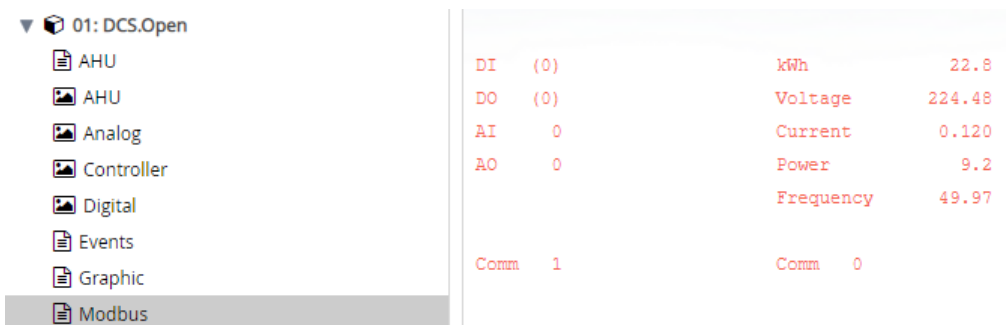 01: DCS.Open
AHU
AHU
Analog
Controller
Digital
Events
Graphic
Modbus
DI (0) kWh 22.8
DO (0) Voltage 224.48
AI 0 Current 0.120
AO 0 Power 9.2
Frequency 49.97
Comm 1 Comm 0